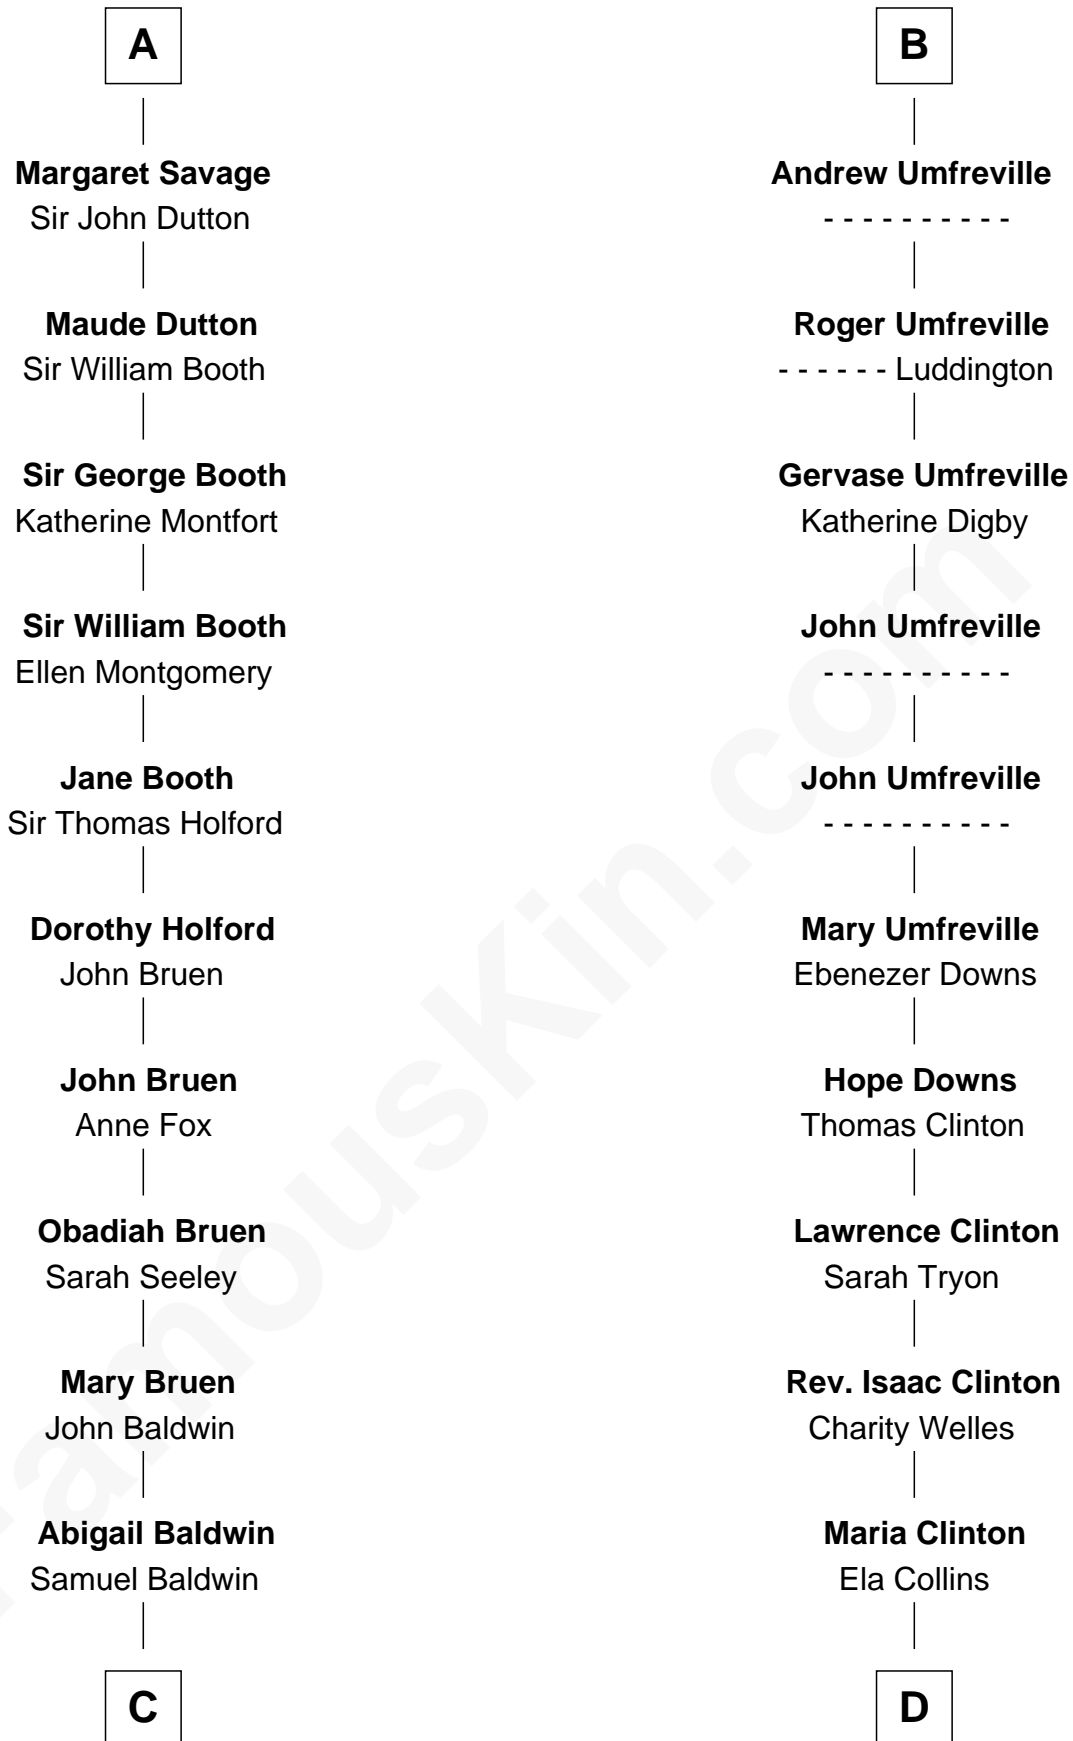 A
Margaret Savage
Sir John Dutton
Maude Dutton
Sir William Booth
Sir George Booth
Katherine Montfort
Sir William Booth
Ellen Montgomery
Jane Booth
Sir Thomas Holford
Dorothy Holford
John Bruen
John Bruen
Anne Fox
Obadiah Bruen
Sarah Seeley
Mary Bruen
John Baldwin
Abigail Baldwin
Samuel Baldwin
C
B
Andrew Umfreville
- - - - - - - - - -
Roger Umfreville
- - - - - - Luddington
Gervase Umfreville
Katherine Digby
John Umfreville
- - - - - - - - - -
John Umfreville
- - - - - - - - - -
Mary Umfreville
Ebenezer Downs
Hope Downs
Thomas Clinton
Lawrence Clinton
Sarah Tryon
Rev. Isaac Clinton
Charity Welles
Maria Clinton
Ela Collins
D
FamousKin.com